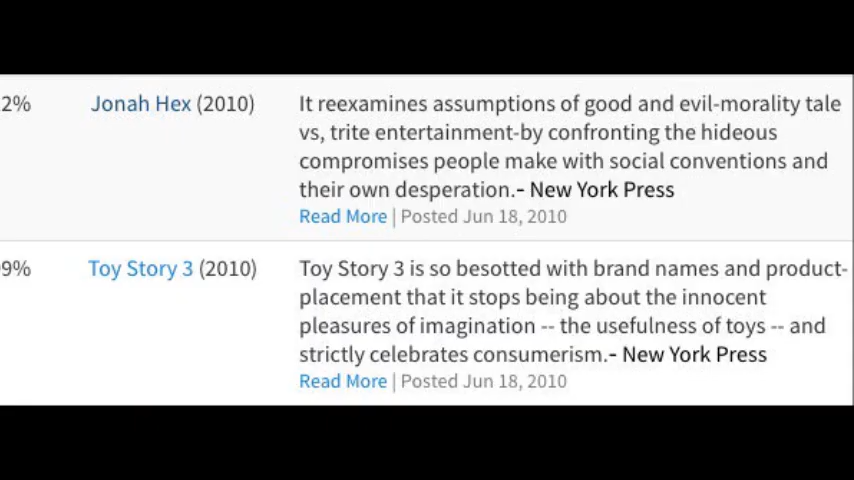 2% Jonah Hex (2010) It reexamines assumptions of good and evil-morality tale
vs, trite entertainment-by confronting the hideous
compromises people make with social conventions and
their own desperation.- New York Press
Read More | Posted Jun 18, 2010
9% Toy Story 3 (2010) Toy Story 3 is so besotted with brand names and product-
placement that it stops being about the innocent
pleasures of imagination -- the usefulness of toys -- and
strictly celebrates consumerism.- New York Press
Read More | Posted Jun 18, 2010